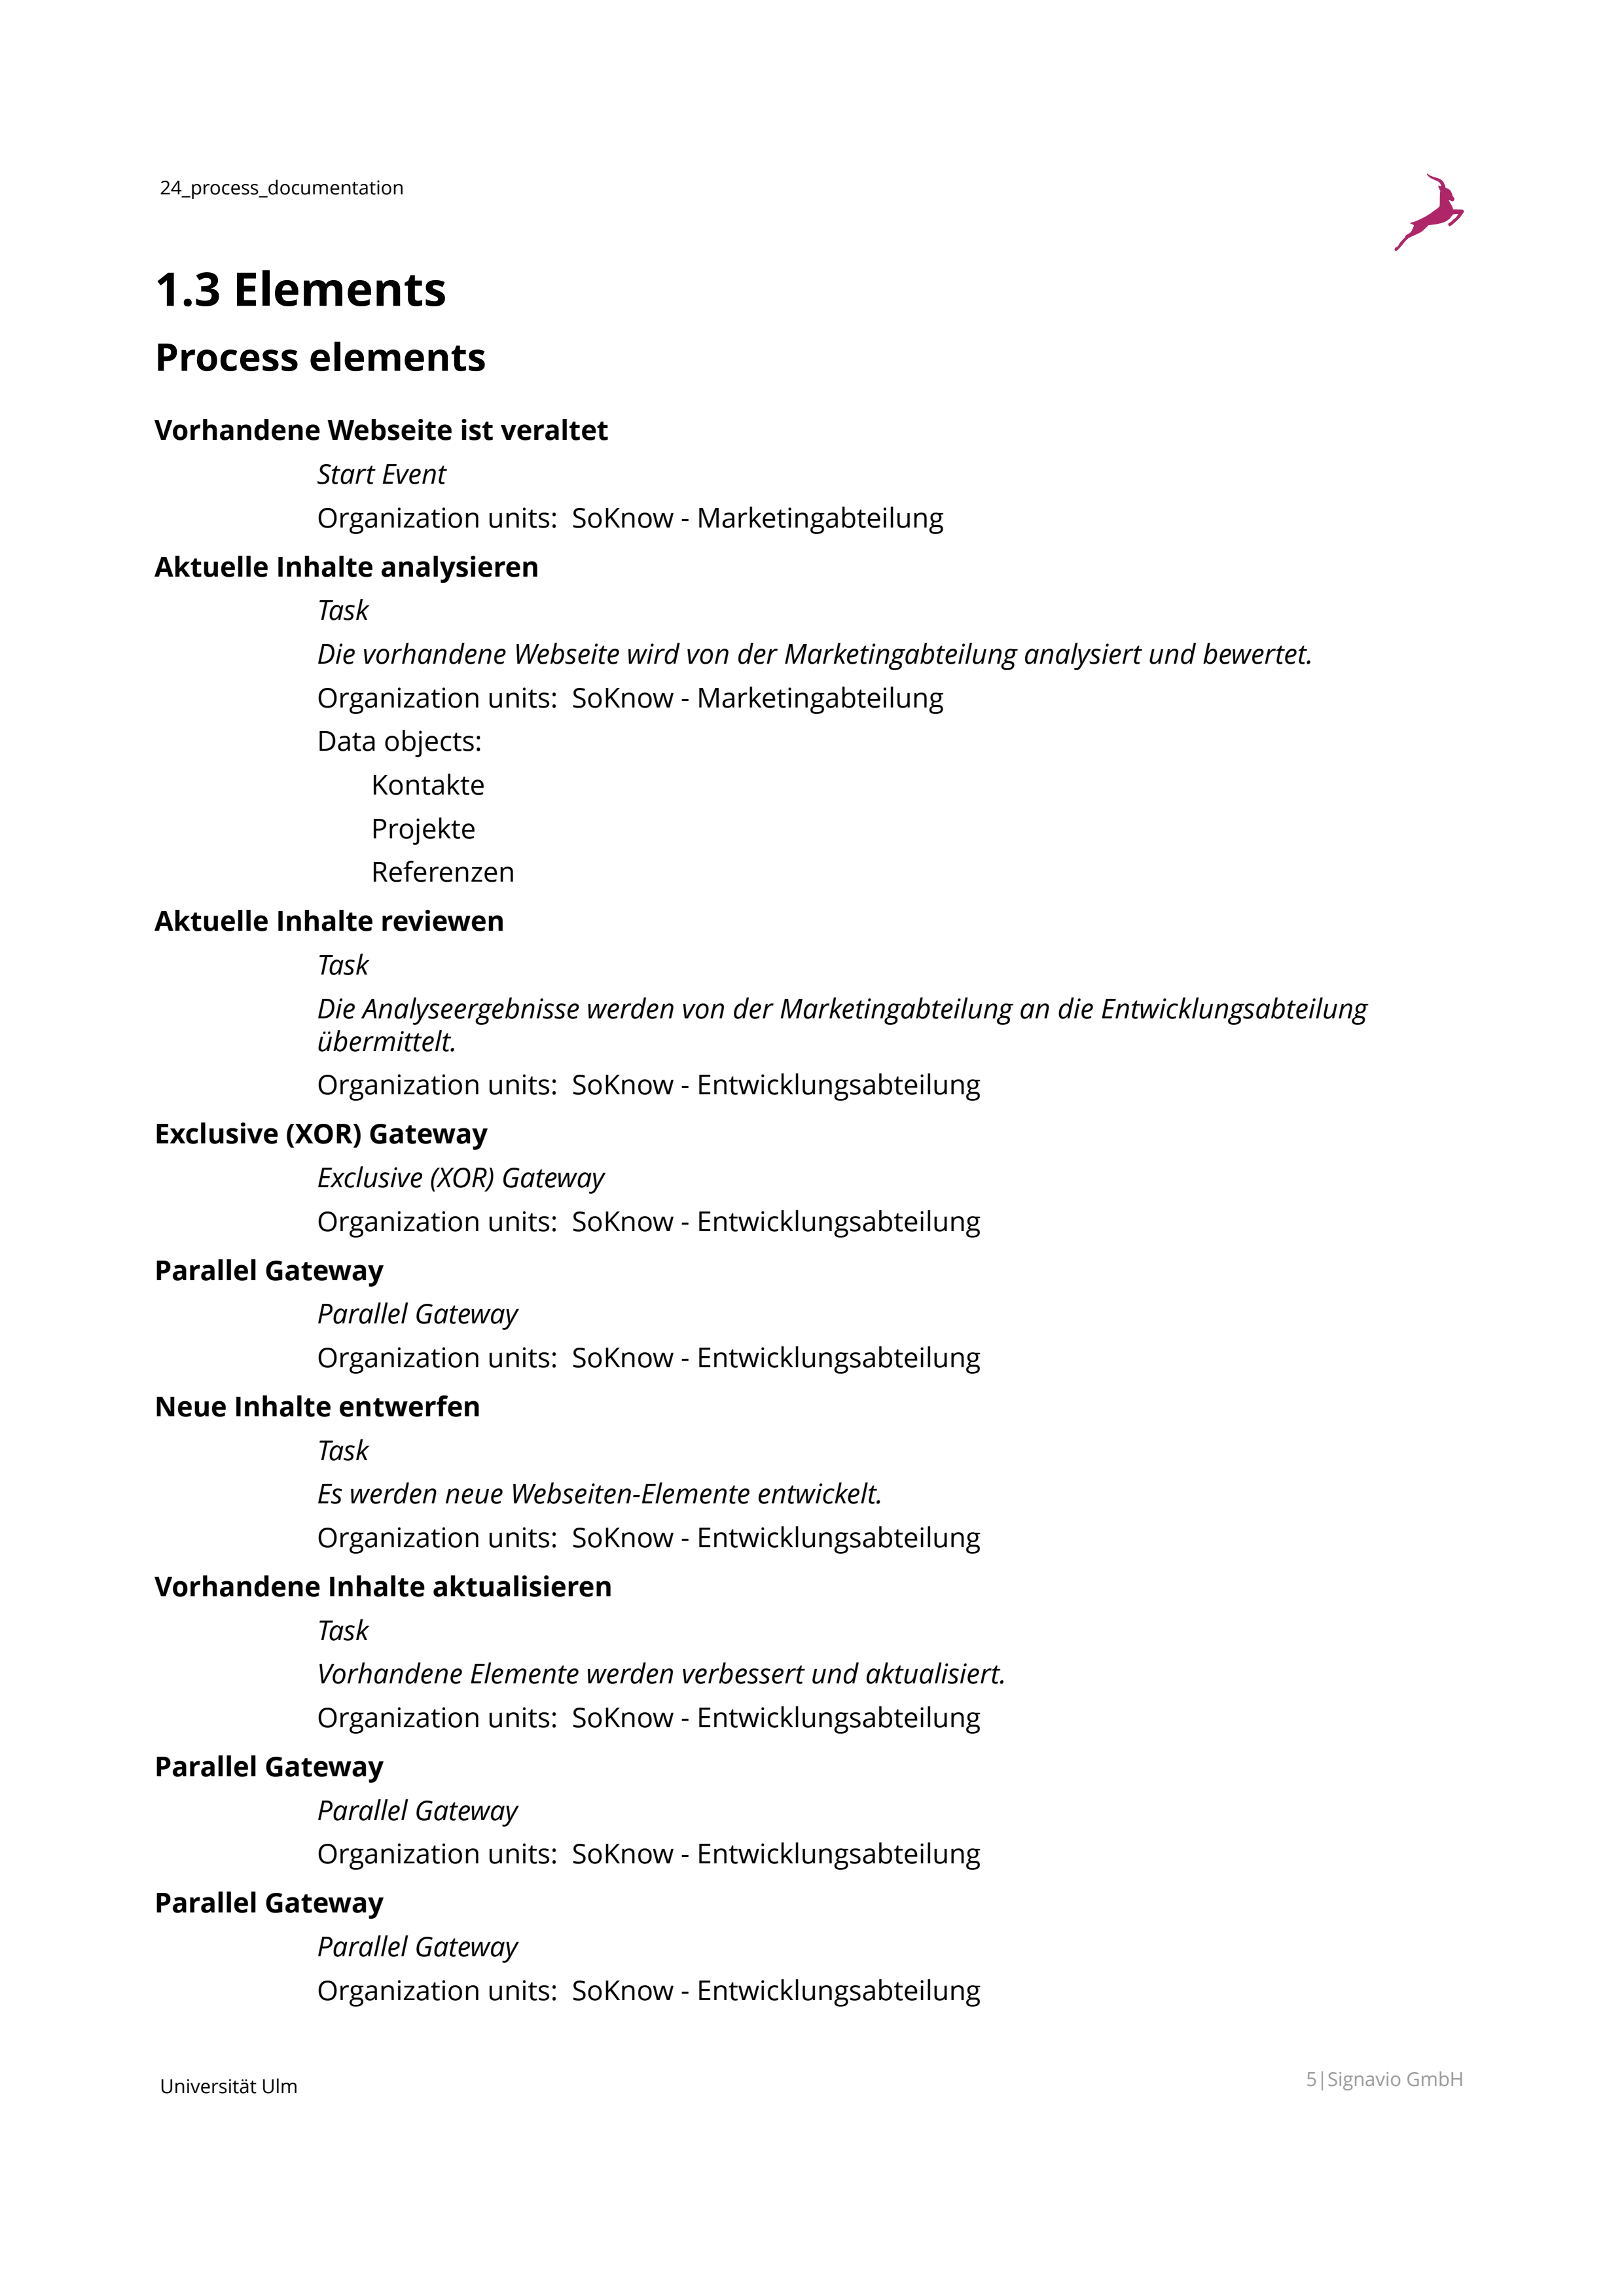 24_process_documentation
1.3 Elements
Process elements
Vorhandene Webseite ist veraltet
Start Event
Organization units:  SoKnow - Marketingabteilung
Aktuelle Inhalte analysieren
Task
Die vorhandene Webseite wird von der Marketingabteilung analysiert und bewertet.
Organization units:  SoKnow - Marketingabteilung
Data objects:
Kontakte
Projekte
Referenzen
Aktuelle Inhalte reviewen
Task
Die Analyseergebnisse werden von der Marketingabteilung an die Entwicklungsabteilung
übermittelt.
Organization units:  SoKnow - Entwicklungsabteilung
Exclusive (XOR) Gateway
Exclusive (XOR) Gateway
Organization units:  SoKnow - Entwicklungsabteilung
Parallel Gateway
Parallel Gateway
Organization units:  SoKnow - Entwicklungsabteilung
Neue Inhalte entwerfen
Task
Es werden neue Webseiten-Elemente entwickelt.
Organization units:  SoKnow - Entwicklungsabteilung
Vorhandene Inhalte aktualisieren
Task
Vorhandene Elemente werden verbessert und aktualisiert.
Organization units:  SoKnow - Entwicklungsabteilung
Parallel Gateway
Parallel Gateway
Organization units:  SoKnow - Entwicklungsabteilung
Parallel Gateway
Parallel Gateway
Organization units:  SoKnow - Entwicklungsabteilung
Universität Ulm
5|Signavio GmbH